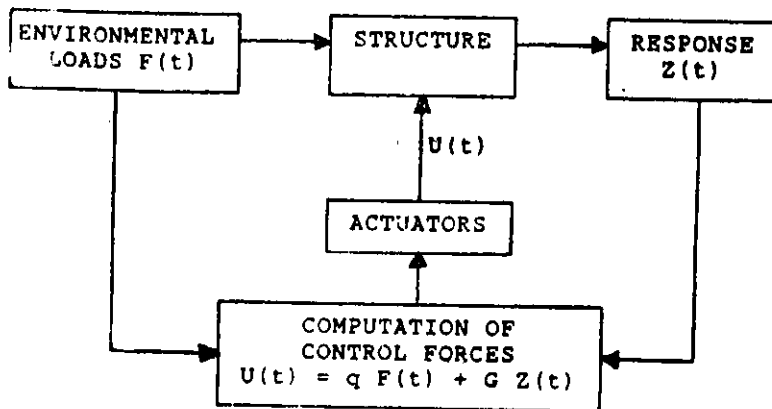 ENVIRONMENTAL
LOADS F(t)
STRUCTURE
RESPONSE
Z(t)
U(t)
ACTUATORS
COMPUTATION OF
CONTROL FORCES
U(t) = q F(t) + G Z(t)